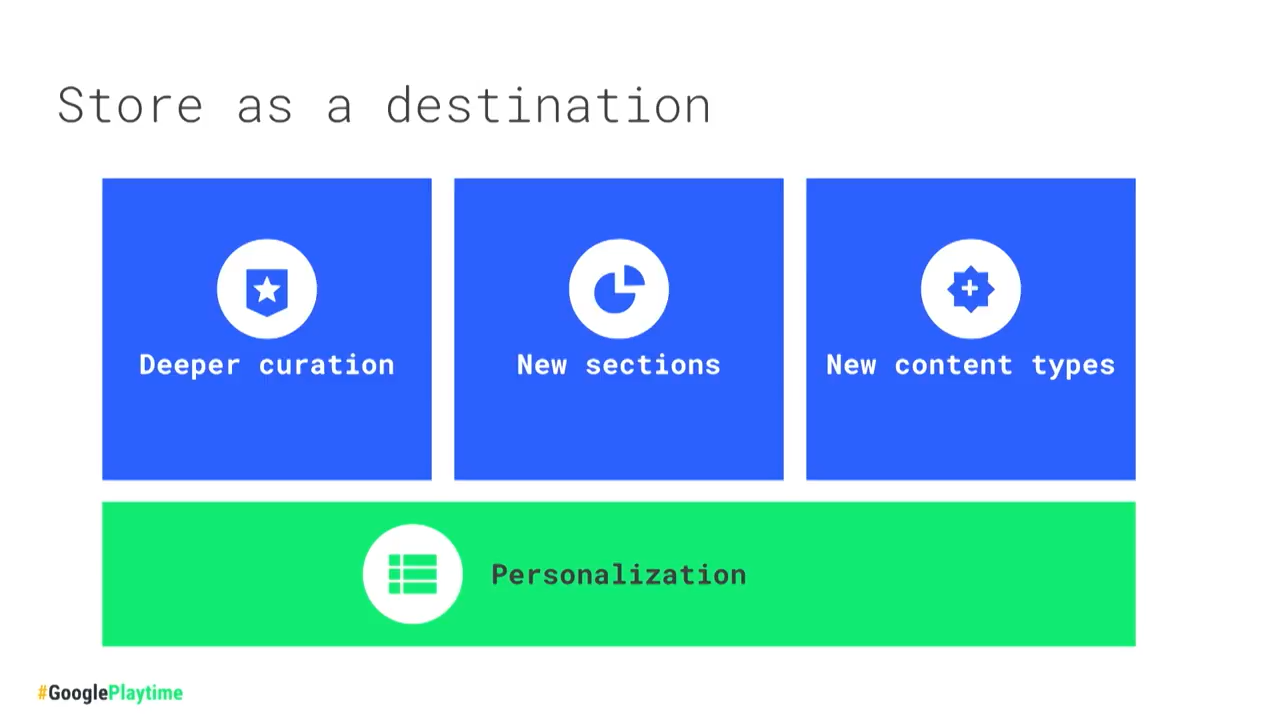 Store as a destination
Deeper curation
New sections
New content types
Personalization
#GooglePlaytime